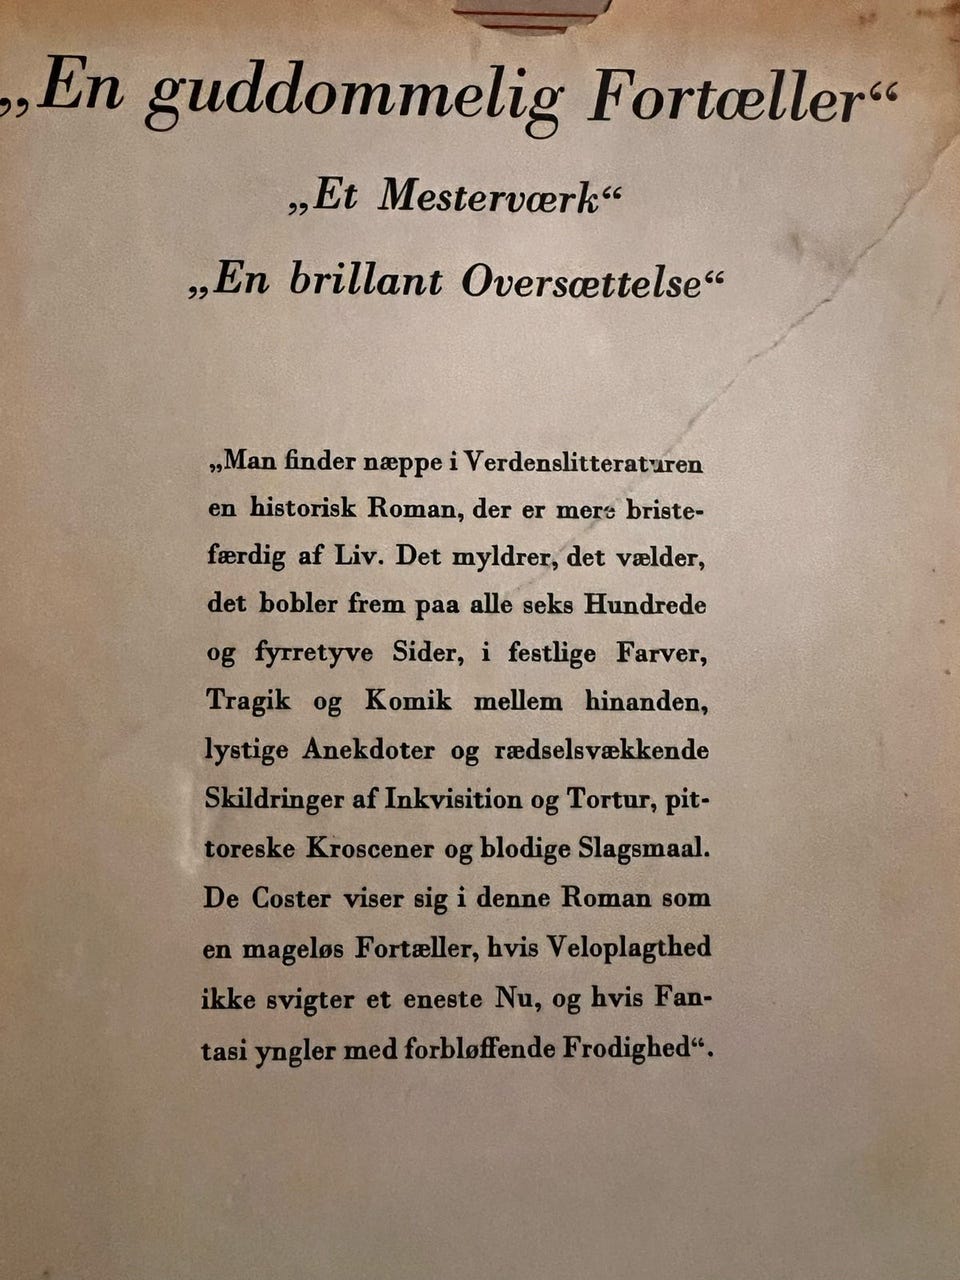 „En guddommelig Fortæller“
„Et Mesterværk“
„En brillant Oversættelse“
„Man finder næppe i Verdenslitteraturen
en historisk Roman, der er mere briste-
færdig af Liv. Det myldrer, det vælder,
det bobler frem paa alle seks Hundrede
og fyrretyve Sider, i festlige Farver,
Tragik og Komik mellem hinanden,
lystige Anekdoter og rædselsvækkende
Skildringer af Inkvisition og Tortur, pit-
toreske Kroscener og blodige Slagsmaal.
De Coster viser sig i denne Roman som
en mageløs Fortæller, hvis Veloplagthed
ikke svigter et eneste Nu, og hvis Fan-
tasi yngler med forbløffende Frodighed“.